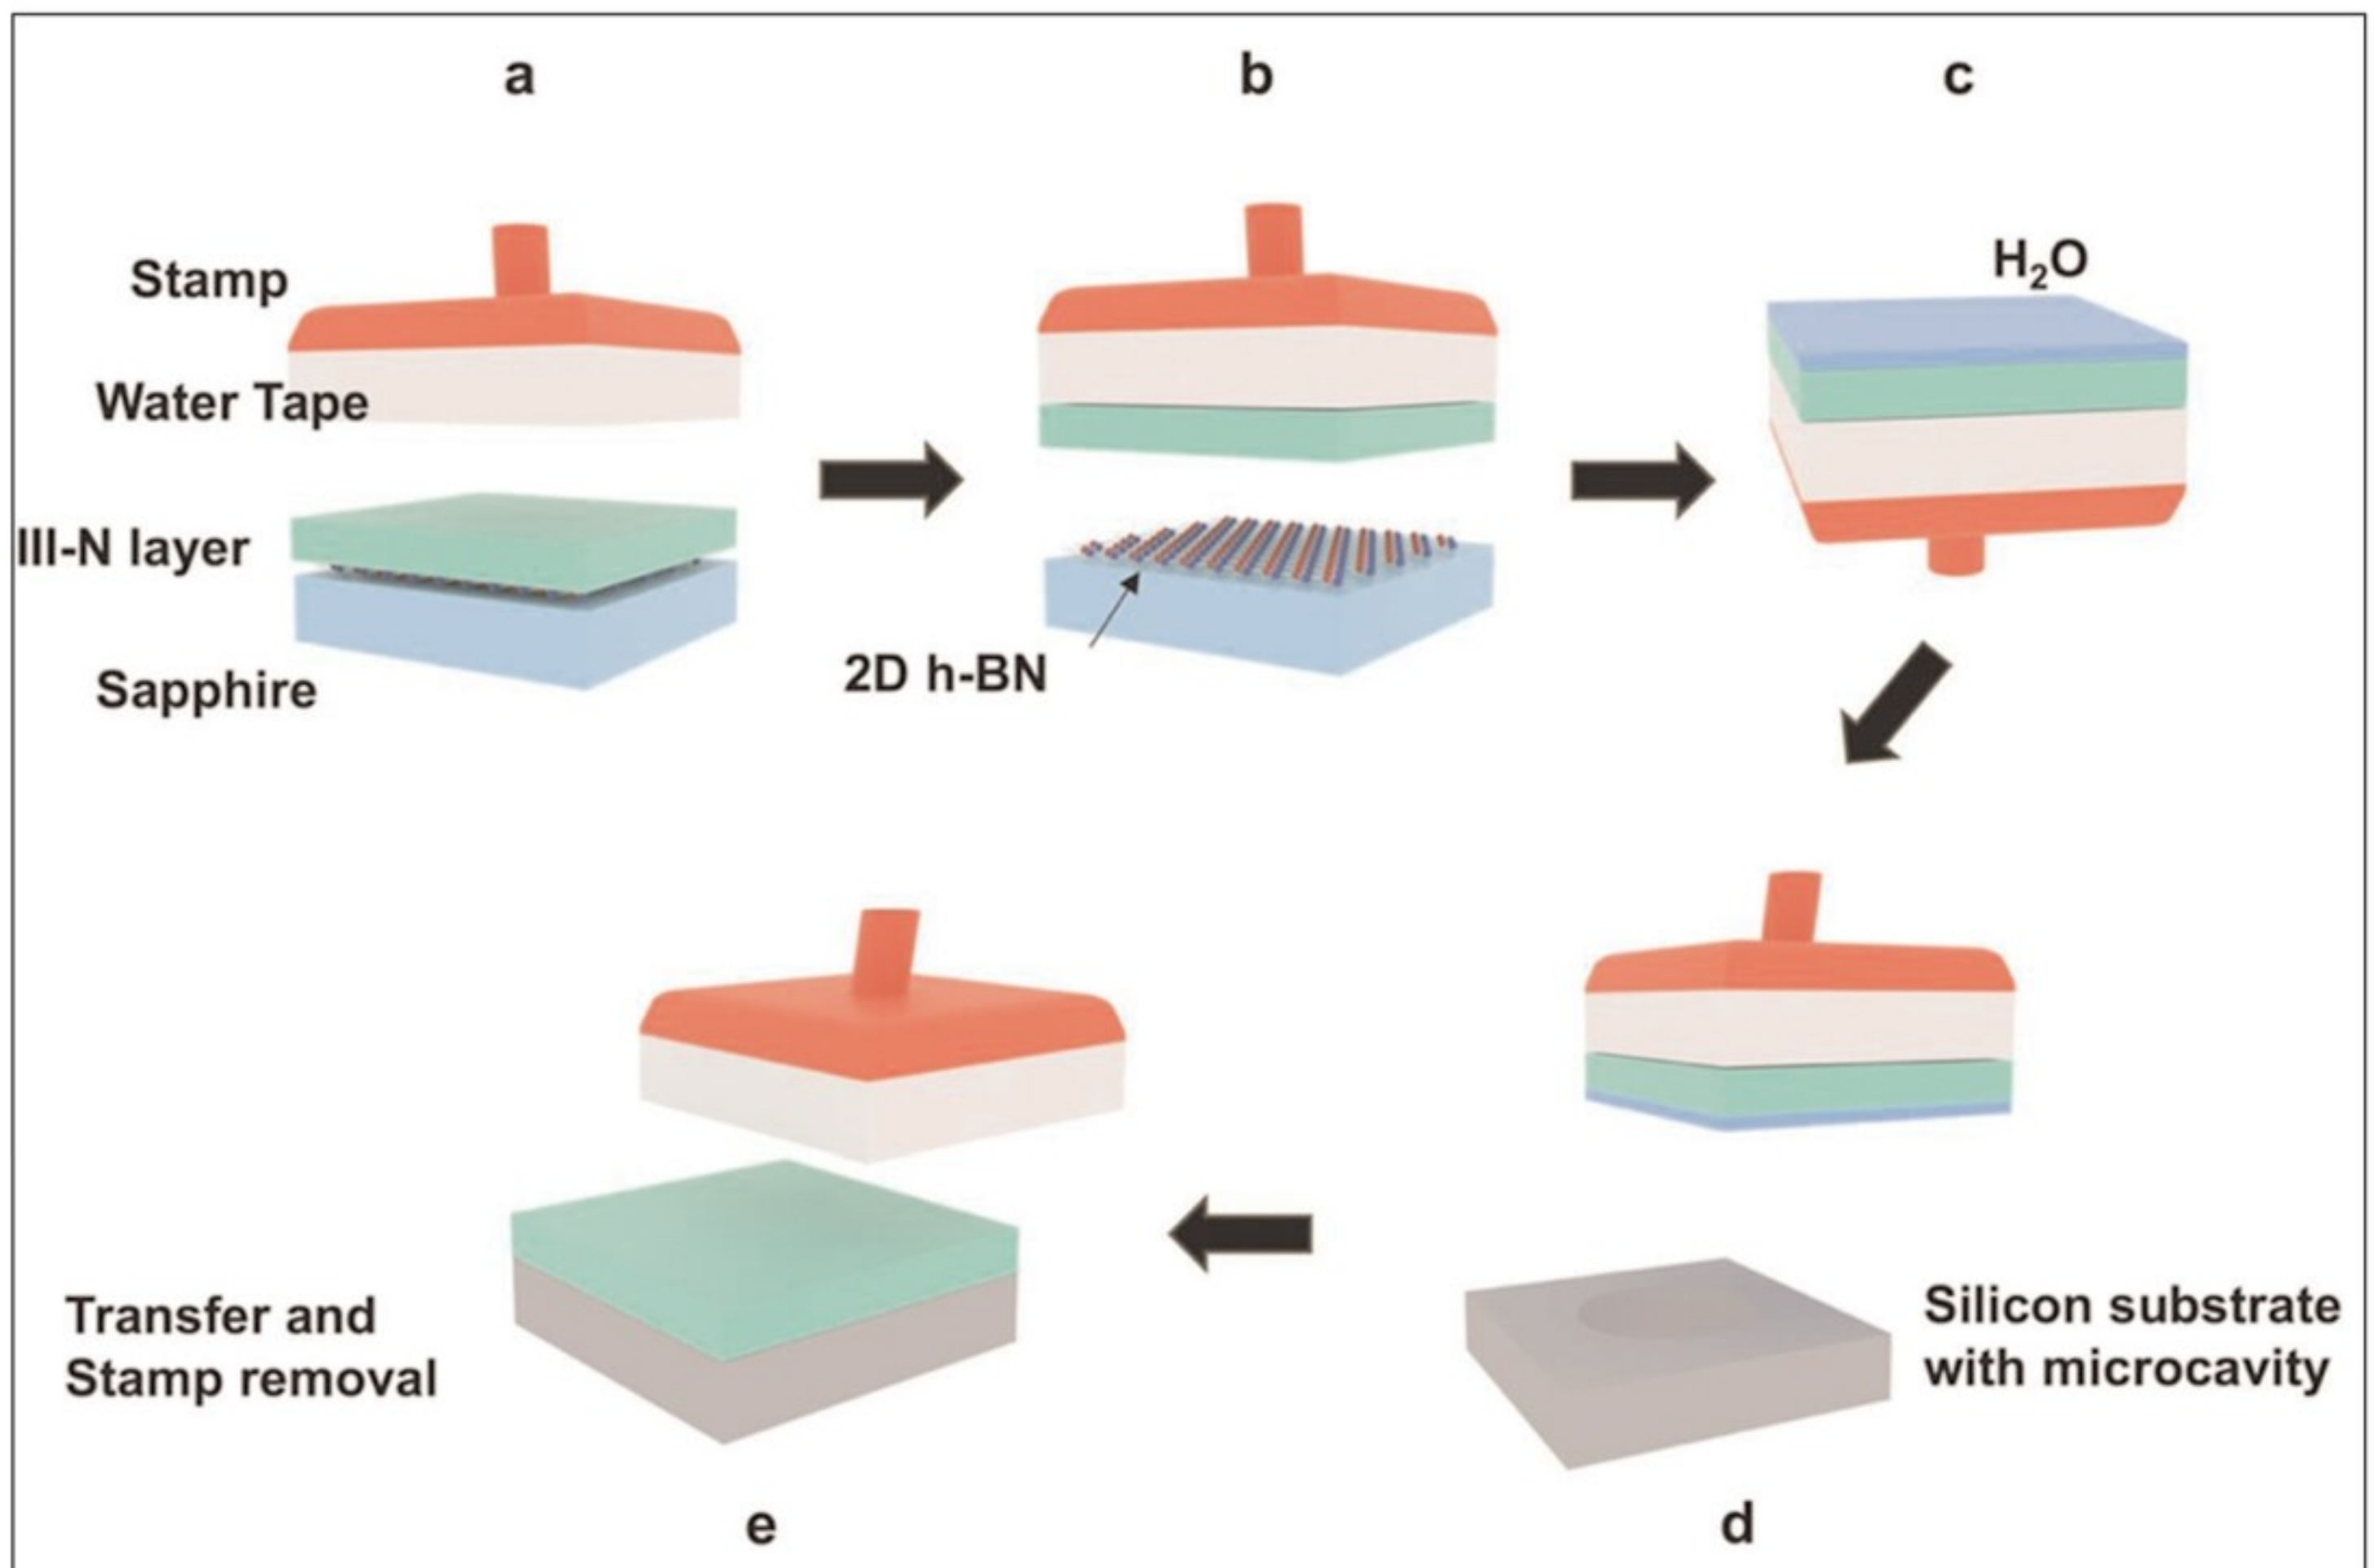 a
b
c
Stamp
Water Tape
III-N layer
Sapphire
2D h-BN
H₂O
Silicon substrate
with microcavity
d
Transfer and
Stamp removal
e